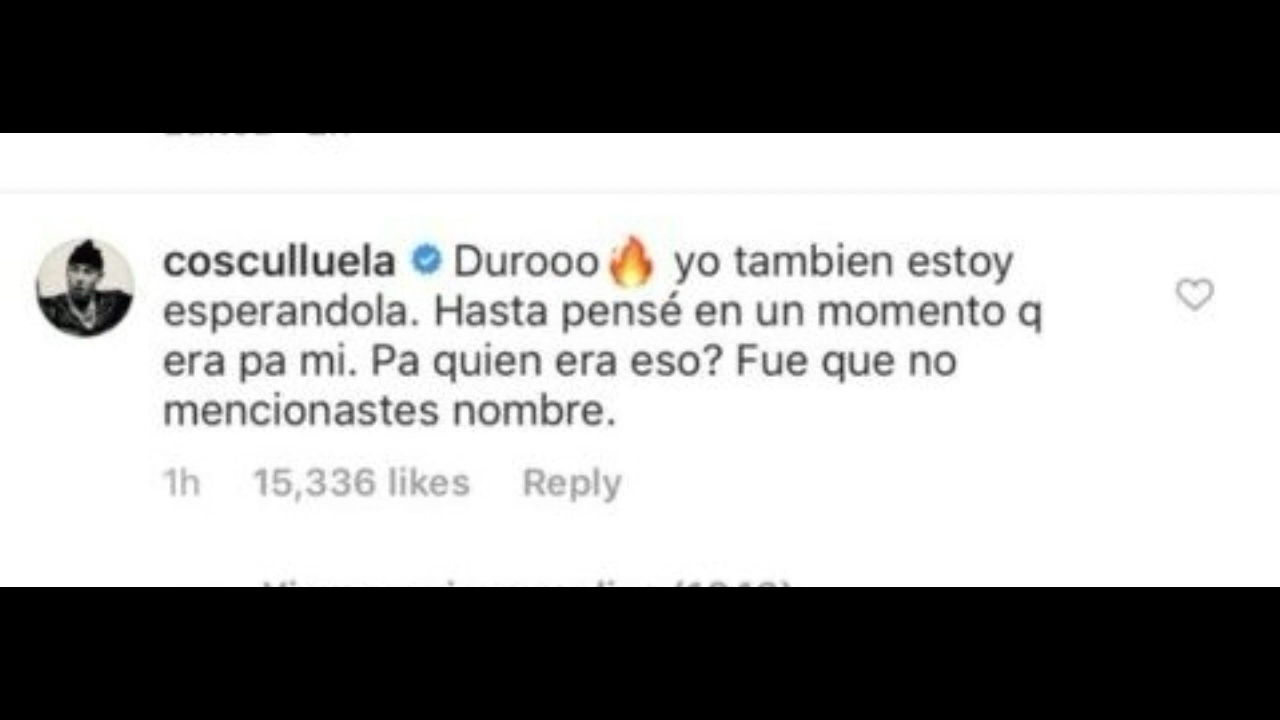 cosculluela Durooo🔥 yo tambien estoy
esperandola. Hasta pensé en un momento q
era pa mi. Pa quien era eso? Fue que no
mencionastes nombre.
1h 15,336 likes Reply